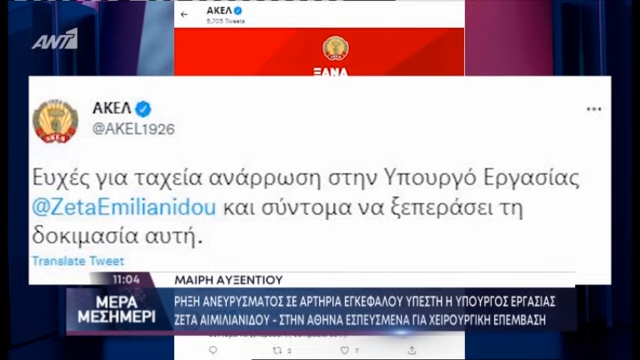 ΑΝΤ1
ΑΚΕΛ
5,705 Tweets
ΞΑΝΑ
ΑΚΕΛ
@AKEL1926
Ευχές για ταχεία ανάρρωση στην Υπουργό Εργασίας
@ZetaEmilianidou και σύντομα να ξεπεράσει τη
δοκιμασία αυτή.
Translate Tweet
11:04
ΜΑΙΡΗ ΑΥΞΕΝΤΙΟΥ
ΜΕΡΑ
ΜΕΣΗΜΕΡΙ
ΡΗΞΗ ΑΝΕΥΡΥΣΜΑΤΟΣ ΣΕ ΑΡΤΗΡΙΑ ΕΓΚΕΦΑΛΟΥ ΥΠΕΣΤΗ Η ΥΠΟΥΡΓΟΣ ΕΡΓΑΣΙΑΣ
ΖΕΤΑ ΑΙΜΙΛΙΑΝΙΔΟΥ - ΣΤΗΝ ΑΘΗΝΑ ΕΣΠΕΥΣΜΕΝΑ ΓΙΑ ΧΕΙΡΟΥΡΓΙΚΗ ΕΠΕΜΒΑΣΗ